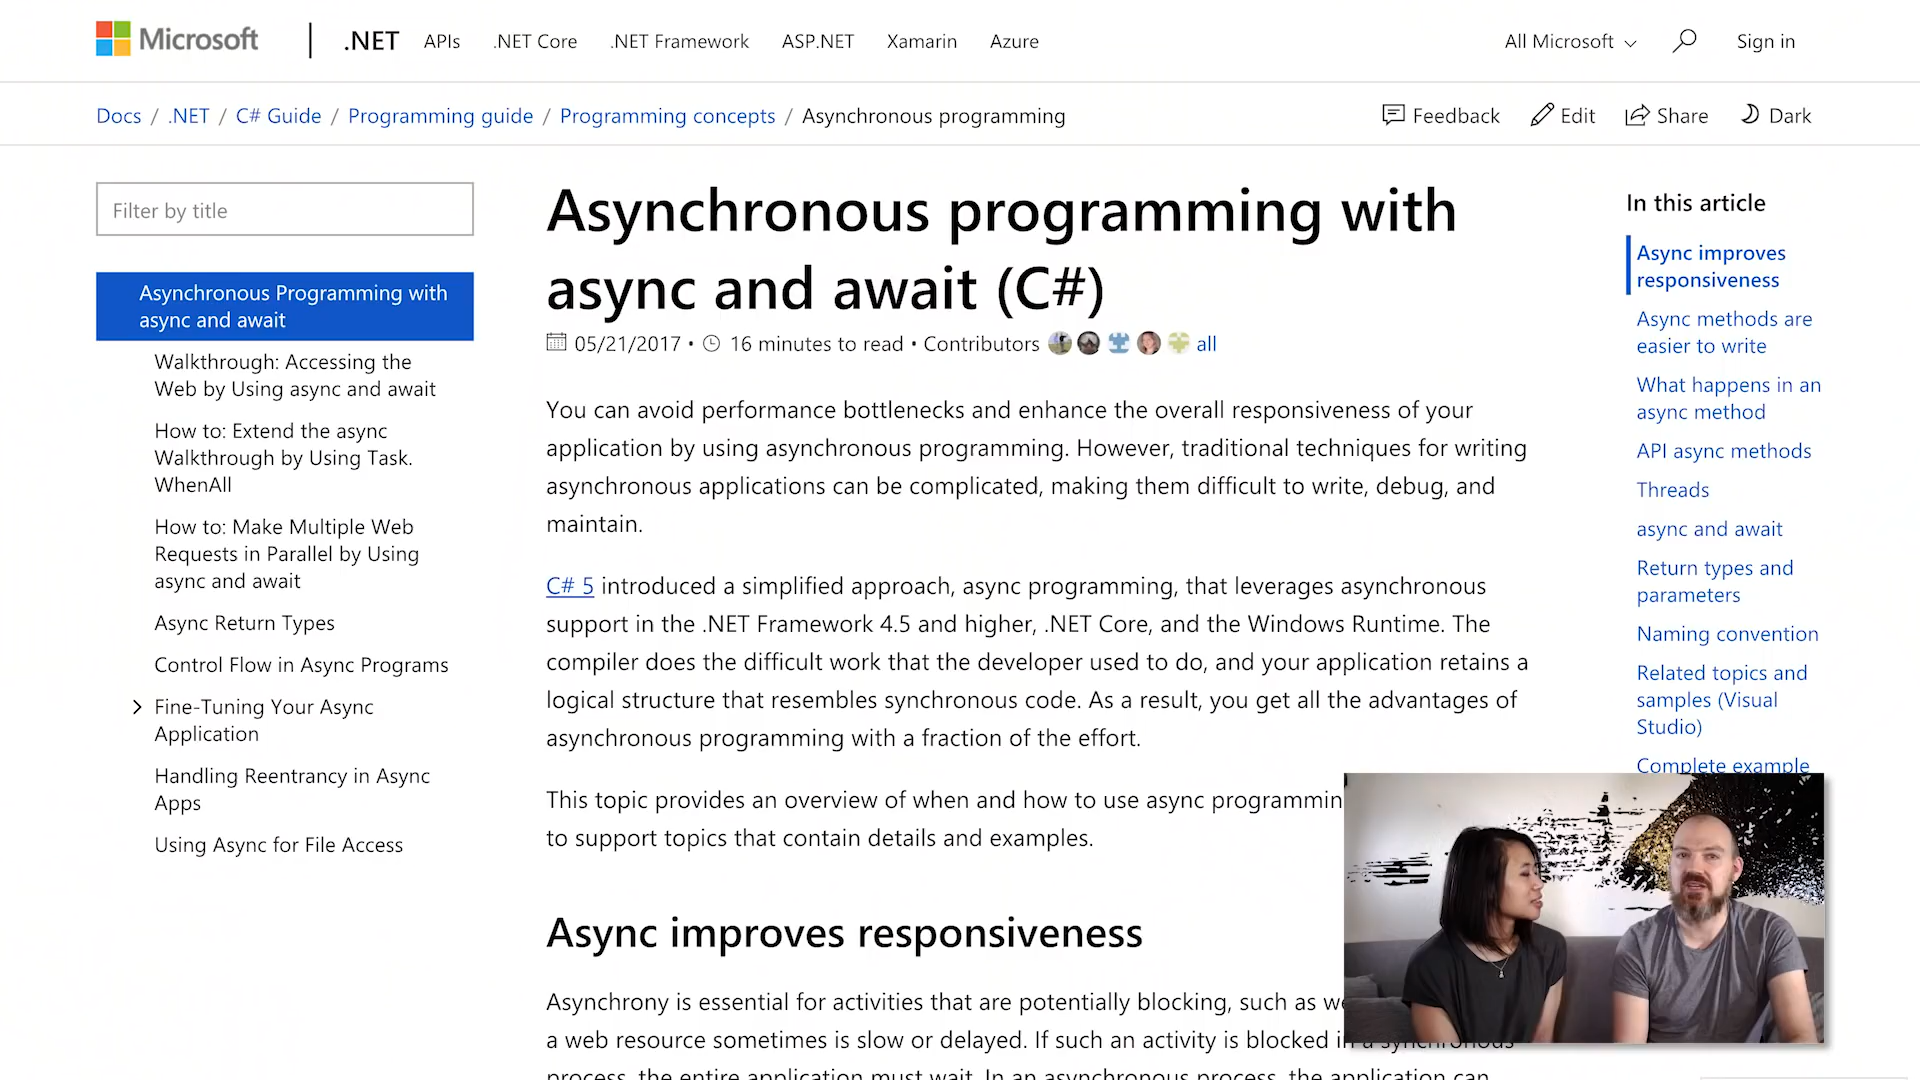 Microsoft
.NET
APIs
.NET Core
.NET Framework
ASP.NET
Xamarin
Azure
All Microsoft
Sign in
Docs / .NET / C# Guide / Programming guide / Programming concepts / Asynchronous programming
Feedback
Edit
Share
Dark
Filter by title
Asynchronous Programming with
async and await
Walkthrough: Accessing the
Web by Using async and await
How to: Extend the async
Walkthrough by Using Task.
WhenAll
How to: Make Multiple Web
Requests in Parallel by Using
async and await
Async Return Types
Control Flow in Async Programs
Fine-Tuning Your Async
Application
Handling Reentrancy in Async
Apps
Using Async for File Access
Asynchronous programming with
async and await (C#)
05/21/2017 • 16 minutes to read • Contributors all
You can avoid performance bottlenecks and enhance the overall responsiveness of your
application by using asynchronous programming. However, traditional techniques for writing
asynchronous applications can be complicated, making them difficult to write, debug, and
maintain.
C# 5 introduced a simplified approach, async programming, that leverages asynchronous
support in the .NET Framework 4.5 and higher, .NET Core, and the Windows Runtime. The
compiler does the difficult work that the developer used to do, and your application retains a
logical structure that resembles synchronous code. As a result, you get all the advantages of
asynchronous programming with a fraction of the effort.
This topic provides an overview of when and how to use async programmin
to support topics that contain details and examples.
Async improves responsiveness
Asynchrony is essential for activities that are potentially blocking, such as w
a web resource sometimes is slow or delayed. If such an activity is blocked in a synchronous
process, the entire application must wait. In an asynchronous process, the application can
In this article
Async improves
responsiveness
Async methods are
easier to write
What happens in an
async method
API async methods
Threads
async and await
Return types and
parameters
Naming convention
Related topics and
samples (Visual
Studio)
Complete example